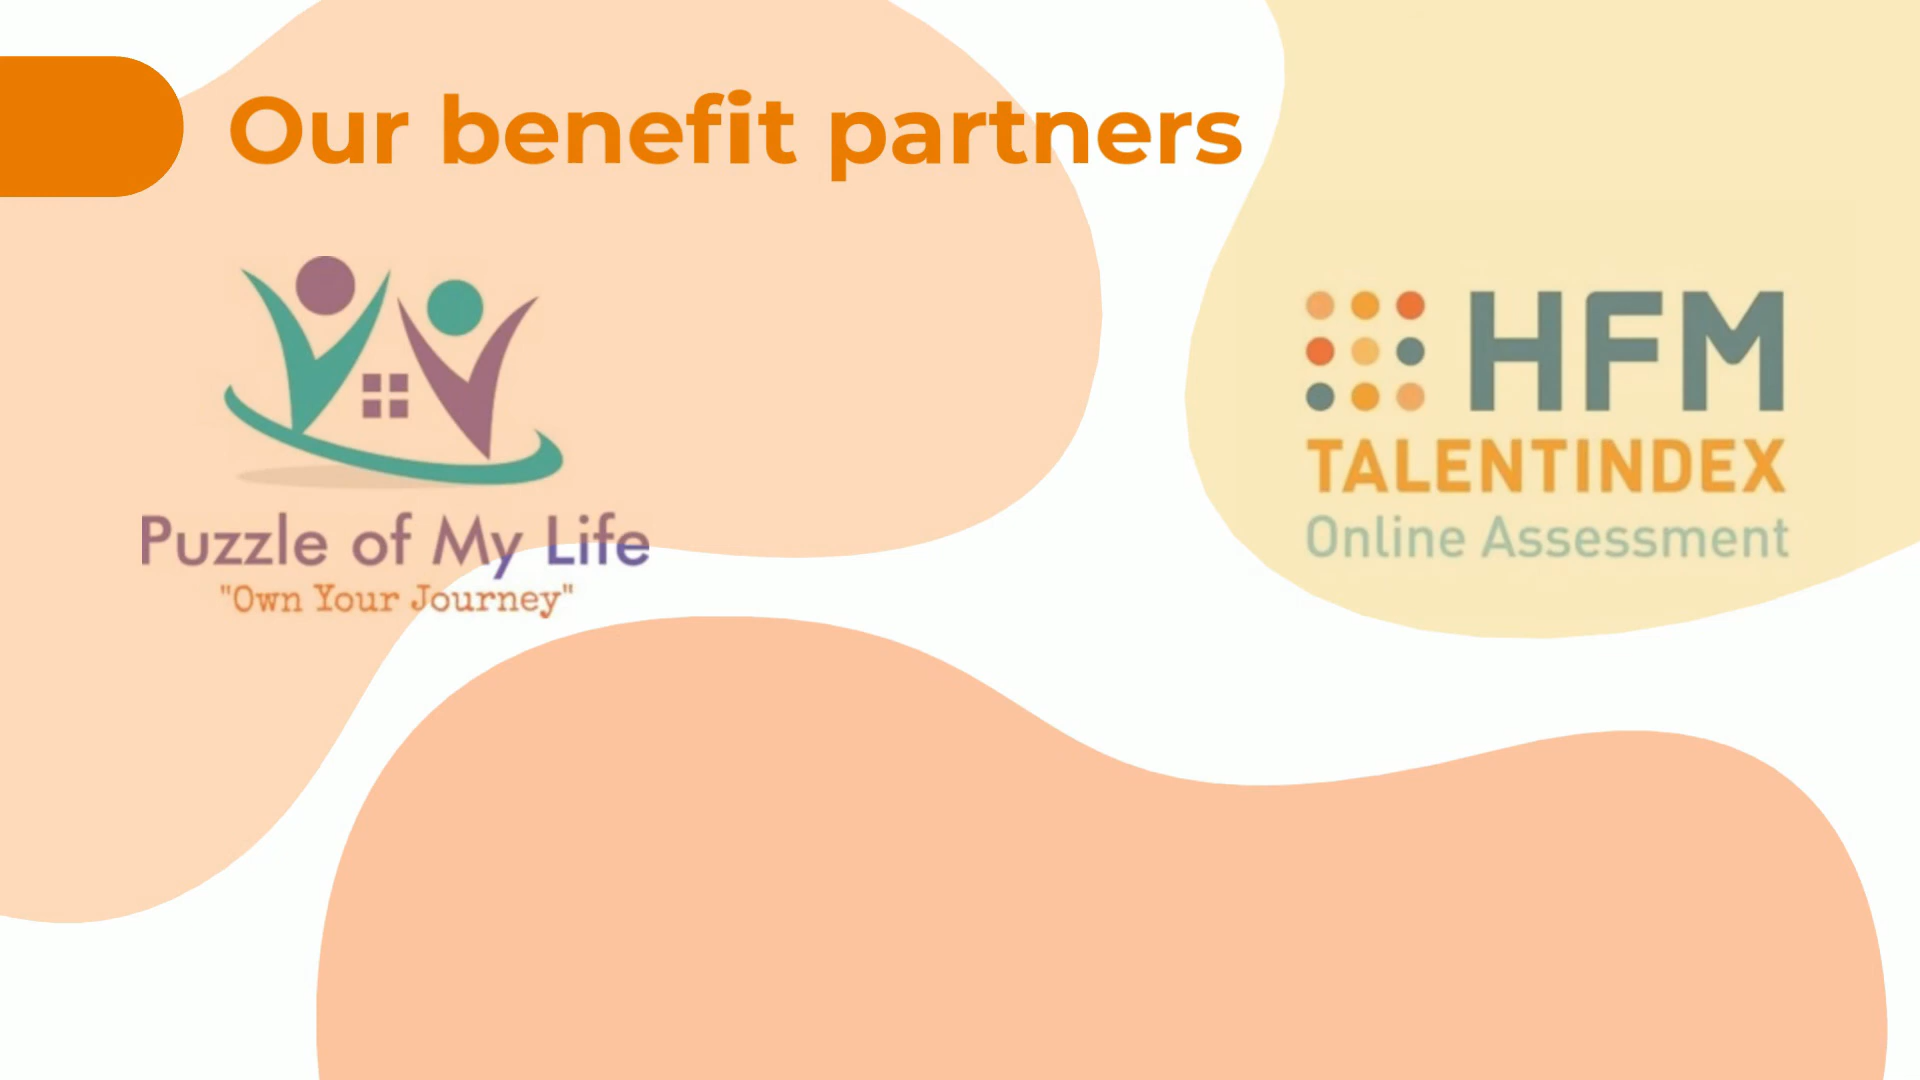 Our benefit partners
Puzzle of My Life
"Own Your Journey"
HFM
TALENTINDEX
Online Assessment